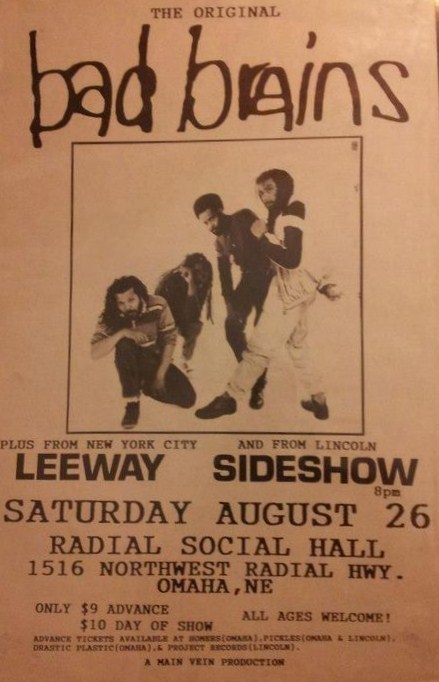 THE ORIGINAL
bad brains
PLUS FROM NEW YORK CITY AND FROM LINCOLN
LEEWAY SIDESHOW
8pm
SATURDAY AUGUST 26
RADIAL SOCIAL HALL
1516 NORTHWEST RADIAL HWY.
OMAHA,NE
ONLY $9 ADVANCE
$10 DAY OF SHOW
ALL AGES WELCOME!
ADVANCE TICKETS AVAILABLE AT HOMERS(OMAHA),PICKLES(OMAHA & LINCOLN),
DRASTIC PLASTIC(OMAHA),& PROJECT RECORDS(LINCOLN).
A MAIN VEIN PRODUCTION